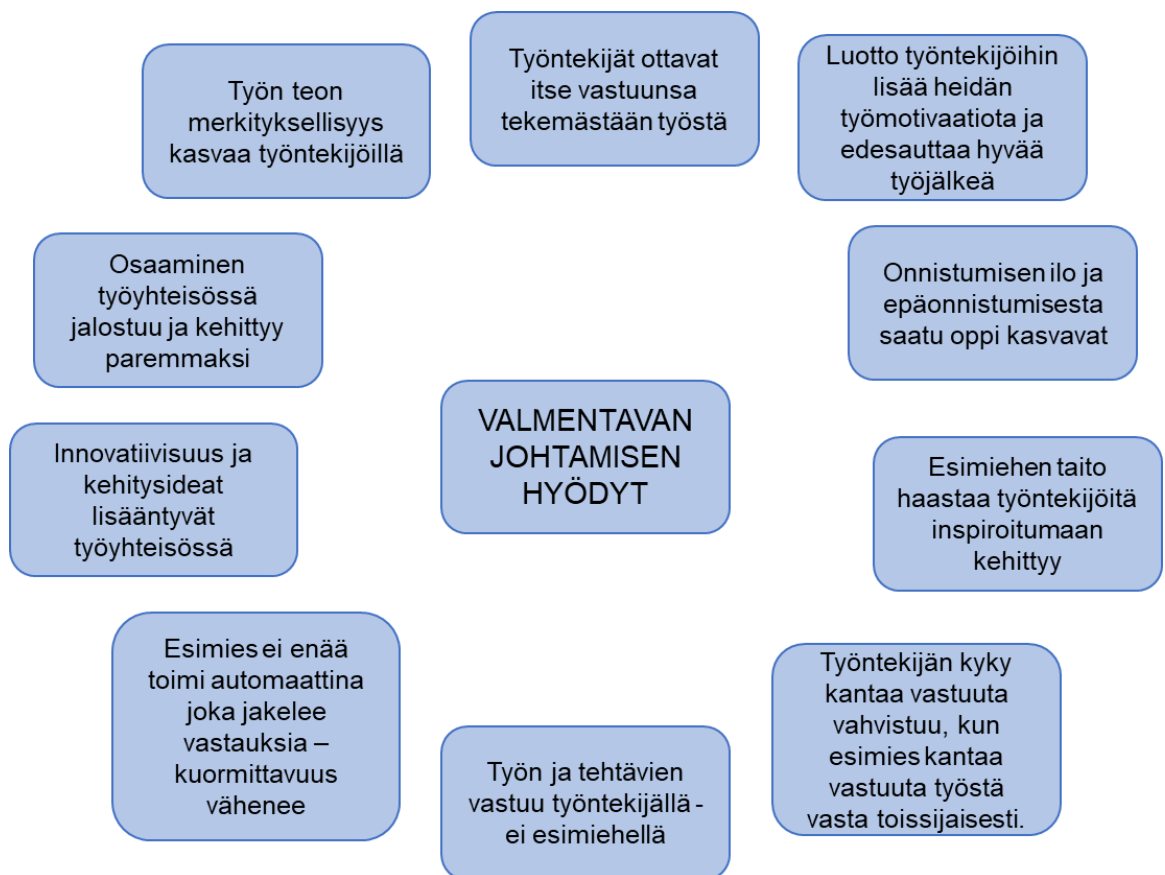 Työn teon
merkityksellisyys
kasvaa työntekijöillä
Työntekijät ottavat
itse vastuunsa
tekemästään työstä
Luotto työntekijöihin
lisää heidän
työmotivaatiota ja
edesauttaa hyvää
työjälkeä
Osaaminen
työyhteisössä
jalostuu ja kehittyy
paremmaksi
Onnistumisen ilo ja
epäonnistumisesta
saatu oppi kasvavat
VALMENTAVAN
JOHTAMISEN
HYÖDYT
Innovatiivisuus ja
kehitysideat
lisääntyvät
työyhteisössä
Esimiehen taito
haastaa työntekijöitä
inspiroitumaan
kehittyy
Esimies ei enää
toimi automaattina
joka jakelee
vastauksia –
kuormittavuus
vähenee
Työn ja tehtävien
vastuu työntekijällä -
ei esimiehellä
Työntekijän kyky
kantaa vastuuta
vahvistuu, kun
esimies kantaa
vastuuta työstä
vasta toissijaisesti.